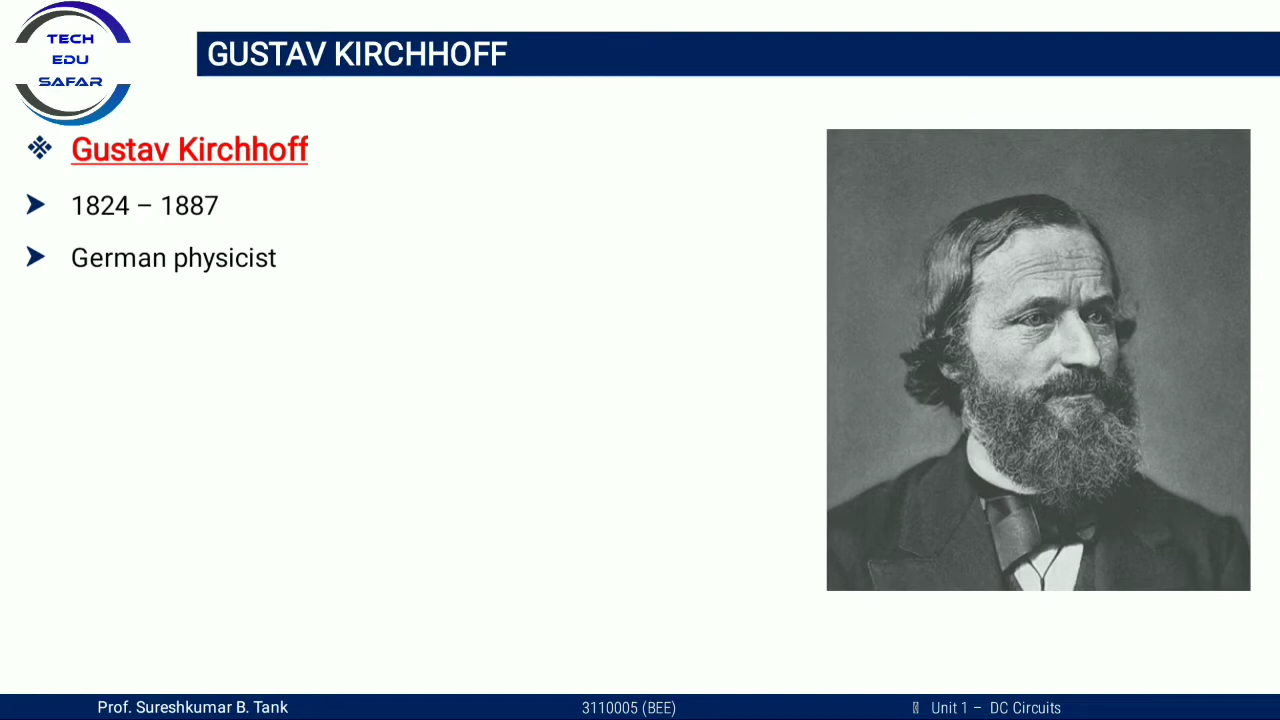 TECH
EDU
SAFAR
GUSTAV KIRCHHOFF
Gustav Kirchhoff
1824 – 1887
German physicist
Prof. Sureshkumar B. Tank
3110005 (BEE)
Unit 1 – DC Circuits